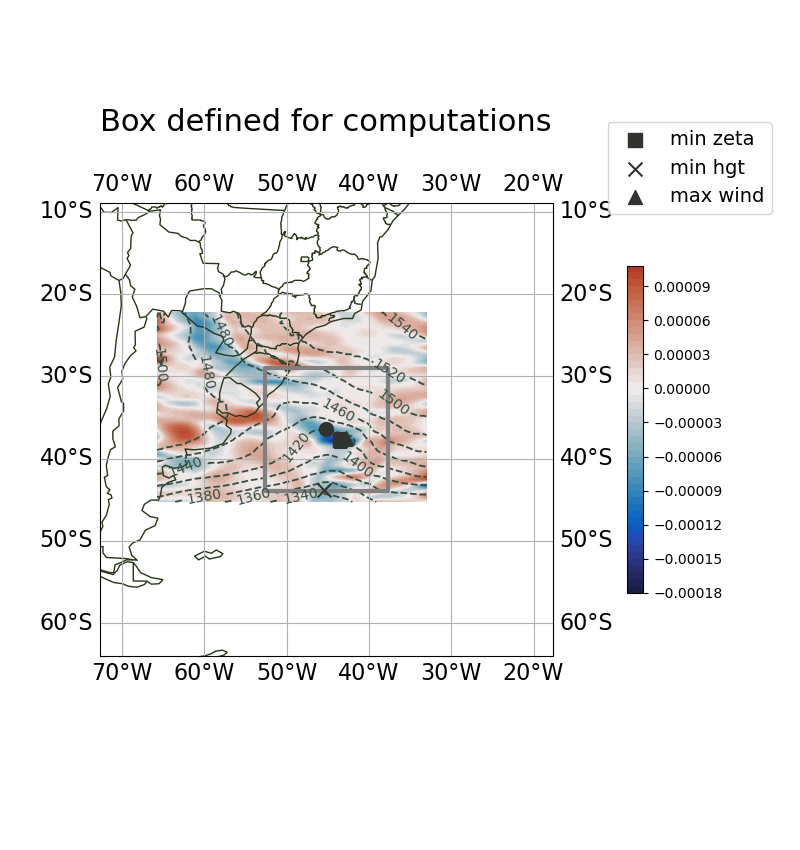 Box defined for computations
min zeta
min hgt
max wind
70°W 60°W 50°W 40°W 30°W 20°W
10°S 10°S
20°S 20°S
30°S 30°S
40°S 40°S
50°S 50°S
60°S 60°S
70°W 60°W 50°W 40°W 30°W 20°W
1540
1480
1500
1480
1520
1500
1460
1420
1400
1440
1380
1360
1340
0.00009
0.00006
0.00003
0.00000
−0.00003
−0.00006
−0.00009
−0.00012
−0.00015
−0.00018